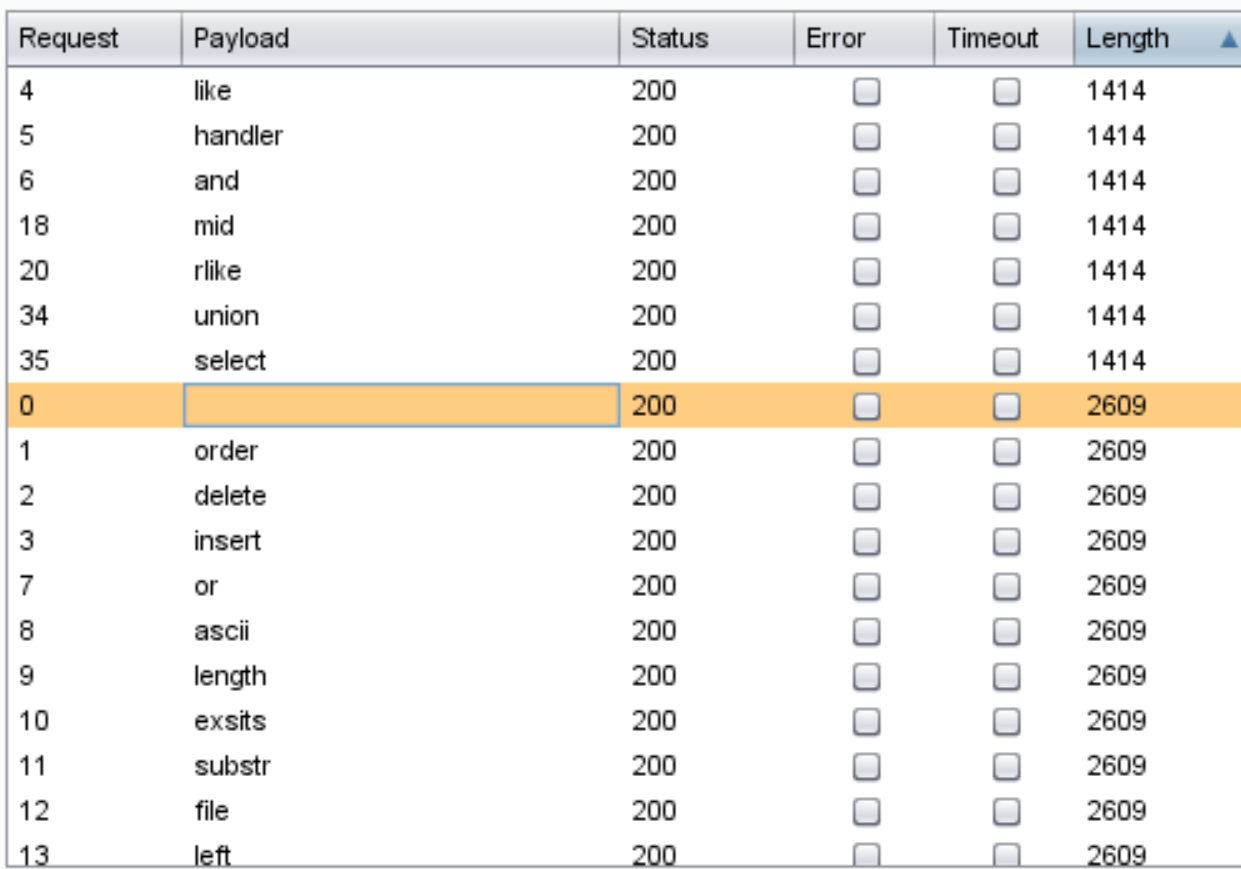 Request Payload Status Error Timeout Length
4 like 200 1414
5 handler 200 1414
6 and 200 1414
18 mid 200 1414
20 rlike 200 1414
34 union 200 1414
35 select 200 1414
0 200 2609
1 order 200 2609
2 delete 200 2609
3 insert 200 2609
7 or 200 2609
8 ascii 200 2609
9 length 200 2609
10 exsits 200 2609
11 substr 200 2609
12 file 200 2609
13 left 200 2609